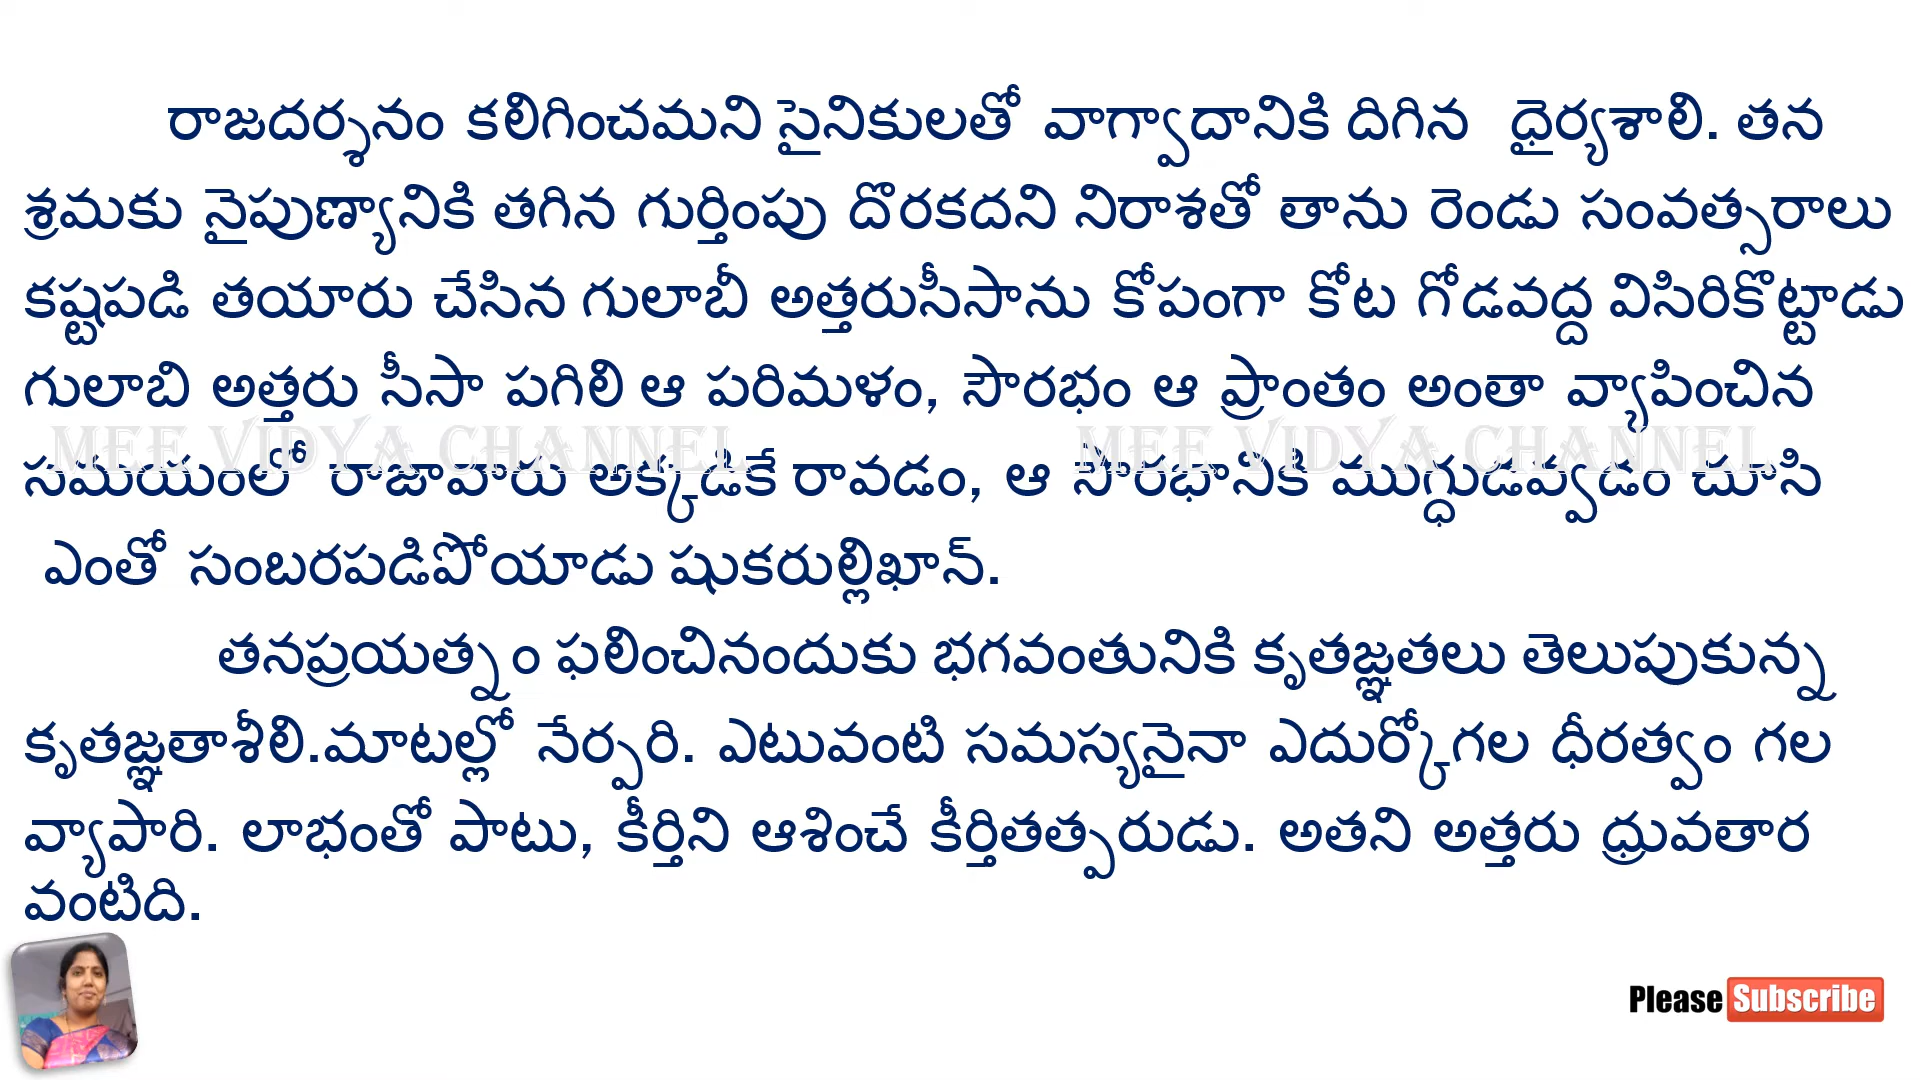 రాజదర్శనం కలిగించమని సైనికులతో వాగ్వాదానికి దిగిన ధైర్యశాలి. తన
శ్రమకు నైపుణ్యానికి తగిన గుర్తింపు దొరకదని నిరాశతో తాను రెండు సంవత్సరాలు
కష్టపడి తయారు చేసిన గులాబీ అత్తరుసీసాను కోపంగా కోట గోడవద్ద విసిరికొట్టాడు
గులాబి అత్తరు సీసా పగిలి ఆ పరిమళం, సౌరభం ఆ ప్రాంతం అంతా వ్యాపించిన
MEE VIDYA CHANNEL MEE VIDYA CHANNEL
సమయంలో రాజావారు అక్కడికే రావడం, ఆ సౌరభానికి ముగ్ధుడవ్వడం చూసి
ఎంతో సంబరపడిపోయాడు షుకరుల్లిఖాన్.
తనప్రయత్నం ఫలించినందుకు భగవంతునికి కృతజ్ఞతలు తెలుపుకున్న
కృతజ్ఞతాశీలి.మాటల్లో నేర్పరి. ఎటువంటి సమస్యనైనా ఎదుర్కోగల ధీరత్వం గల
వ్యాపారి. లాభంతో పాటు, కీర్తిని ఆశించే కీర్తితత్పరుడు. అతని అత్తరు ధ్రువతార
వంటిది.
Please Subscribe